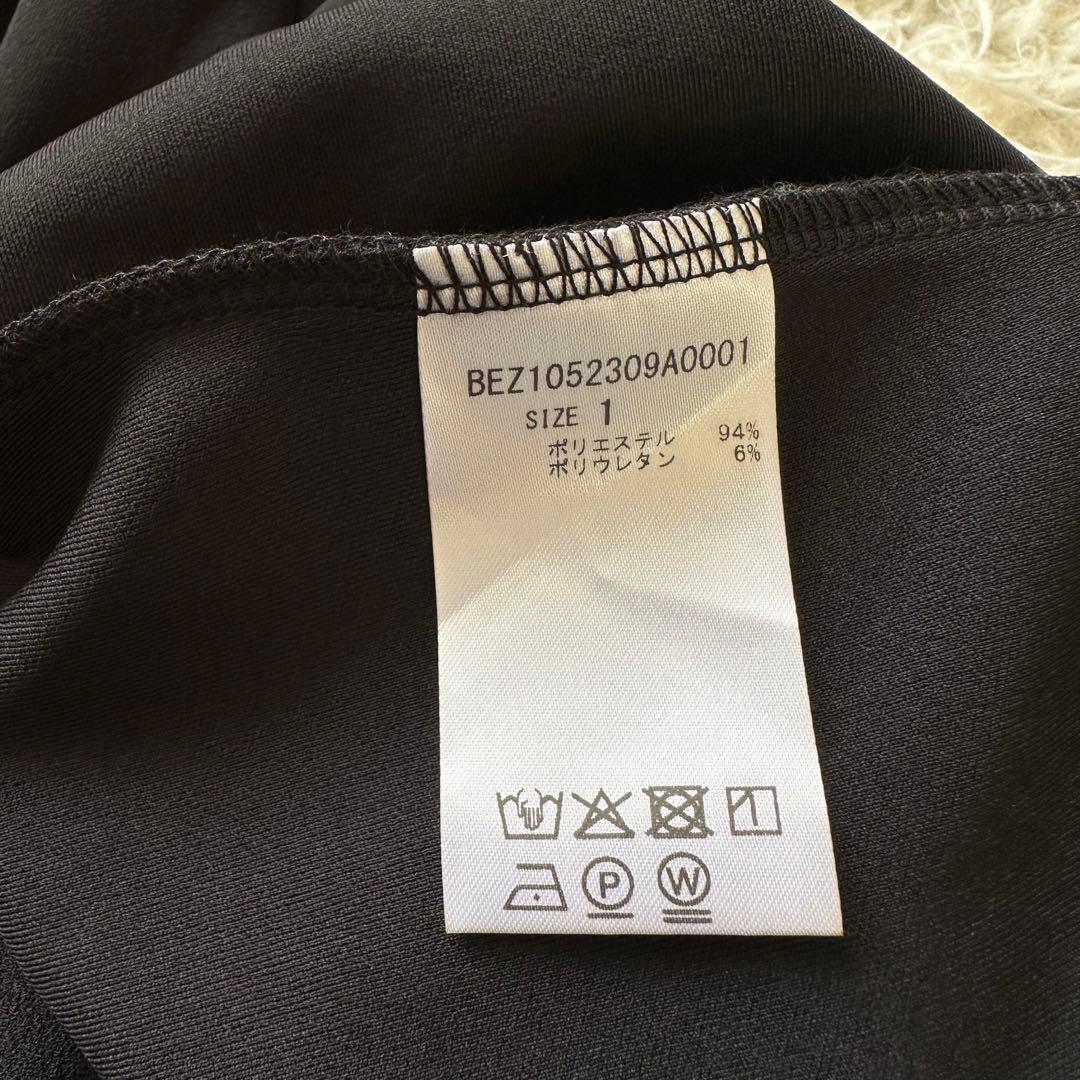 BEZ1052309A0001
SIZE 1
ポリエステル 94%
ポリウレタン 6%
P W